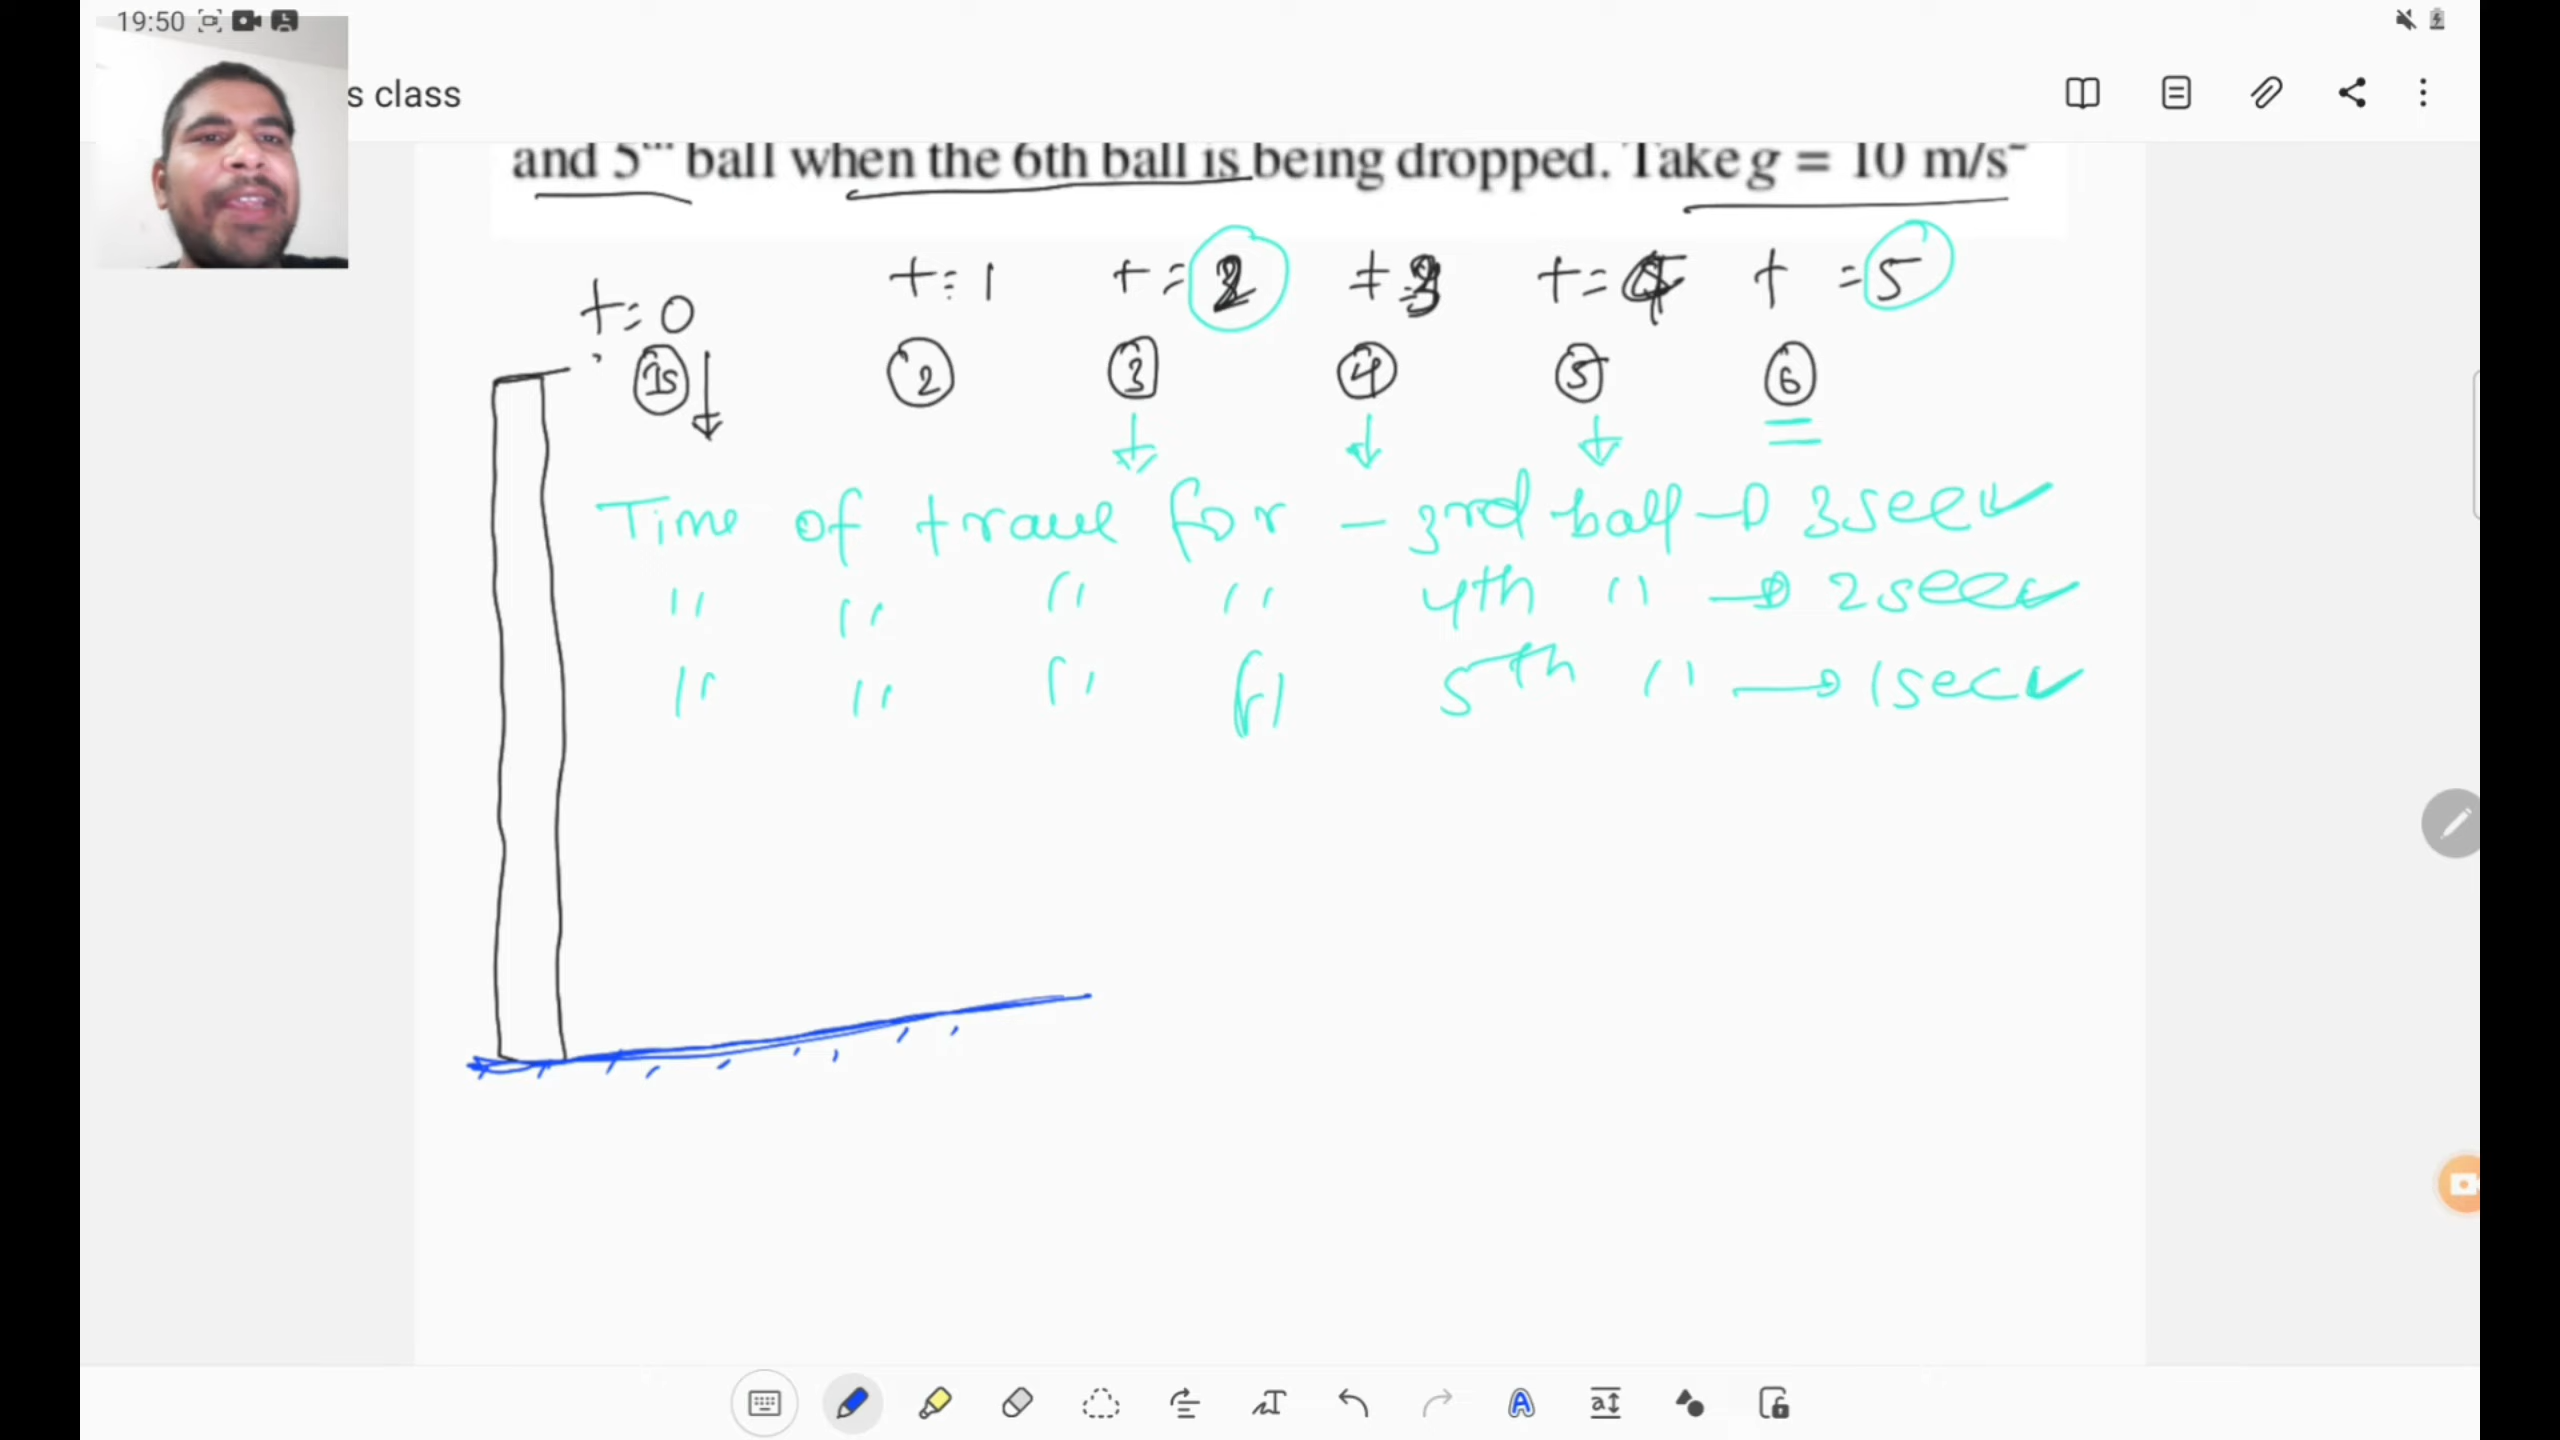 19:50
s class
and 5th ball when the 6th ball is being dropped. Take g = 10 m/s²
t=0 t=1 t=2 t=3 t=4 t=5
1s 2 3 4 5 6
Time of travel for - 3rd ball → 3sec
" " " " 4th " → 2sec
" " " " 5th " → 1sec